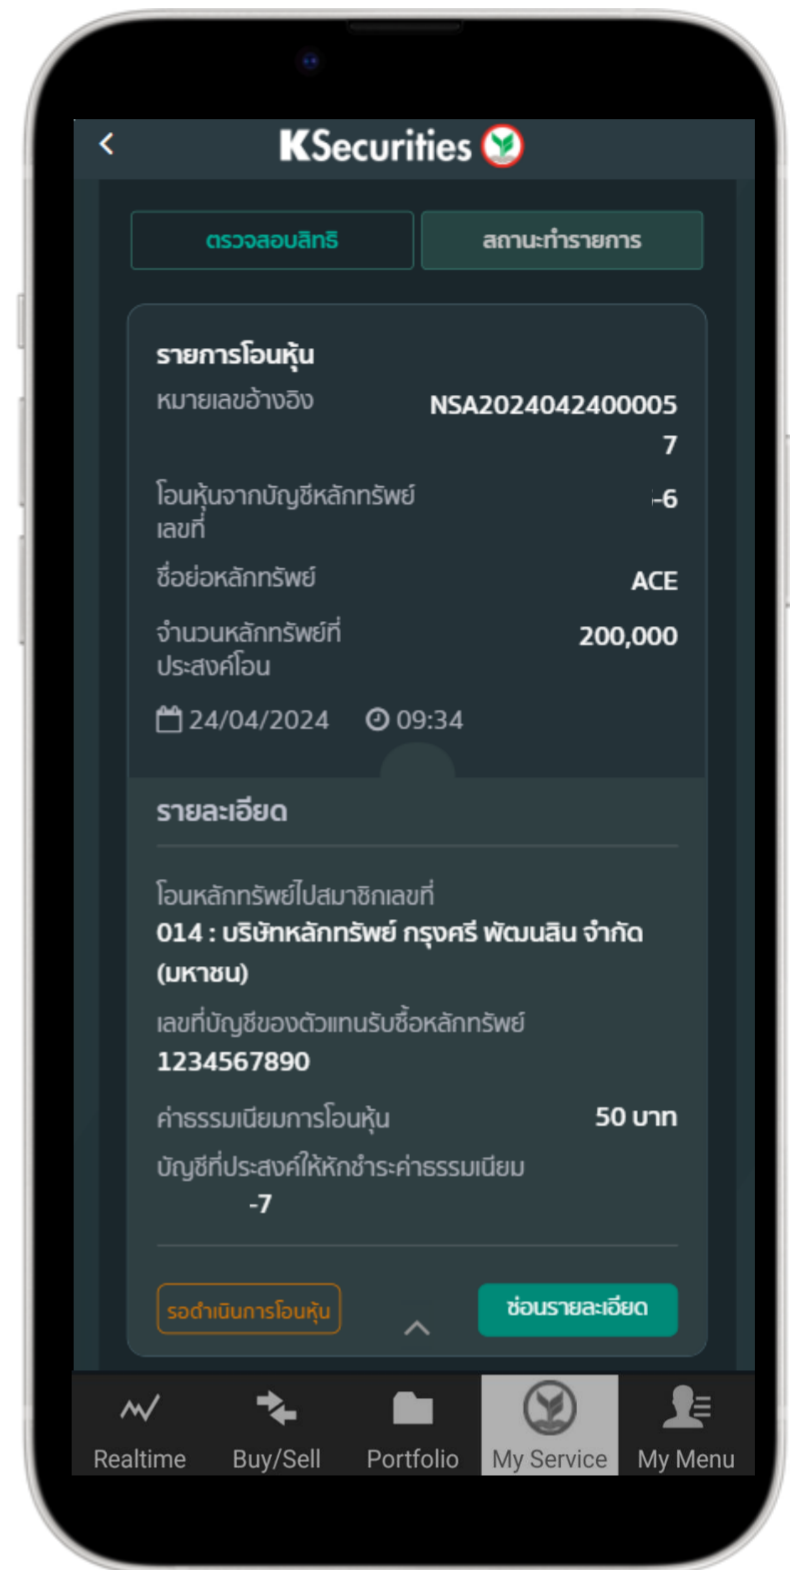 KSecurities
ตรวจสอบสิทธิ
สถานะทำรายการ
รายการโอนหุ้น
หมายเลขอ้างอิง
NSA2024042400005
7
โอนหุ้นจากบัญชีหลักทรัพย์
เลขที่
-6
ชื่อย่อหลักทรัพย์
ACE
จำนวนหลักทรัพย์ที่
ประสงค์โอน
200,000
24/04/2024 09:34
รายละเอียด
โอนหลักทรัพย์ไปสมาชิกเลขที่
014 : บริษัทหลักทรัพย์ กรุงศรี พัฒนสิน จำกัด
(มหาชน)
เลขที่บัญชีของตัวแทนรับซื้อหลักทรัพย์
1234567890
ค่าธรรมเนียมการโอนหุ้น
50 บาท
บัญชีที่ประสงค์ให้หักชำระค่าธรรมเนียม
-7
รอดำเนินการโอนหุ้น
ซ่อนรายละเอียด
Realtime
Buy/Sell
Portfolio
My Service
My Menu